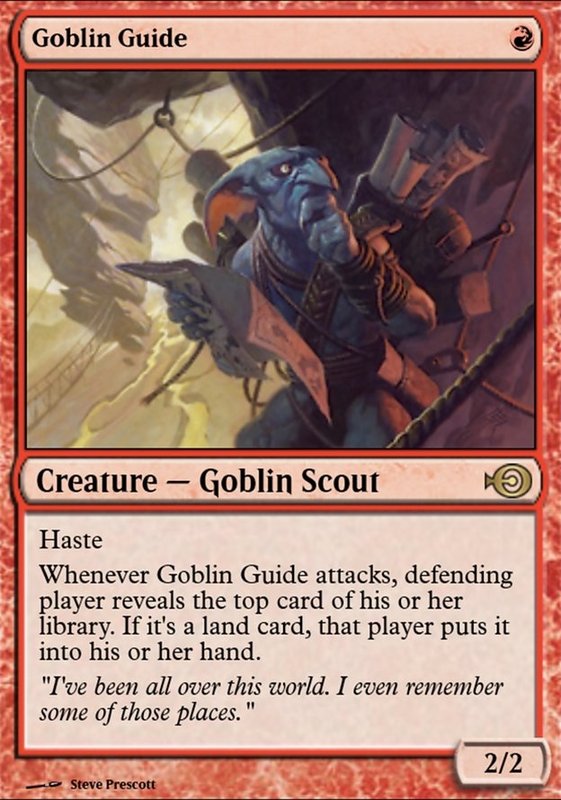 Goblin Guide
Creature — Goblin Scout
Haste
Whenever Goblin Guide attacks, defending
player reveals the top card of his or her
library. If it's a land card, that player puts it
into his or her hand.
"I've been all over this world. I even remember
some of those places."
2/2
Steve Prescott